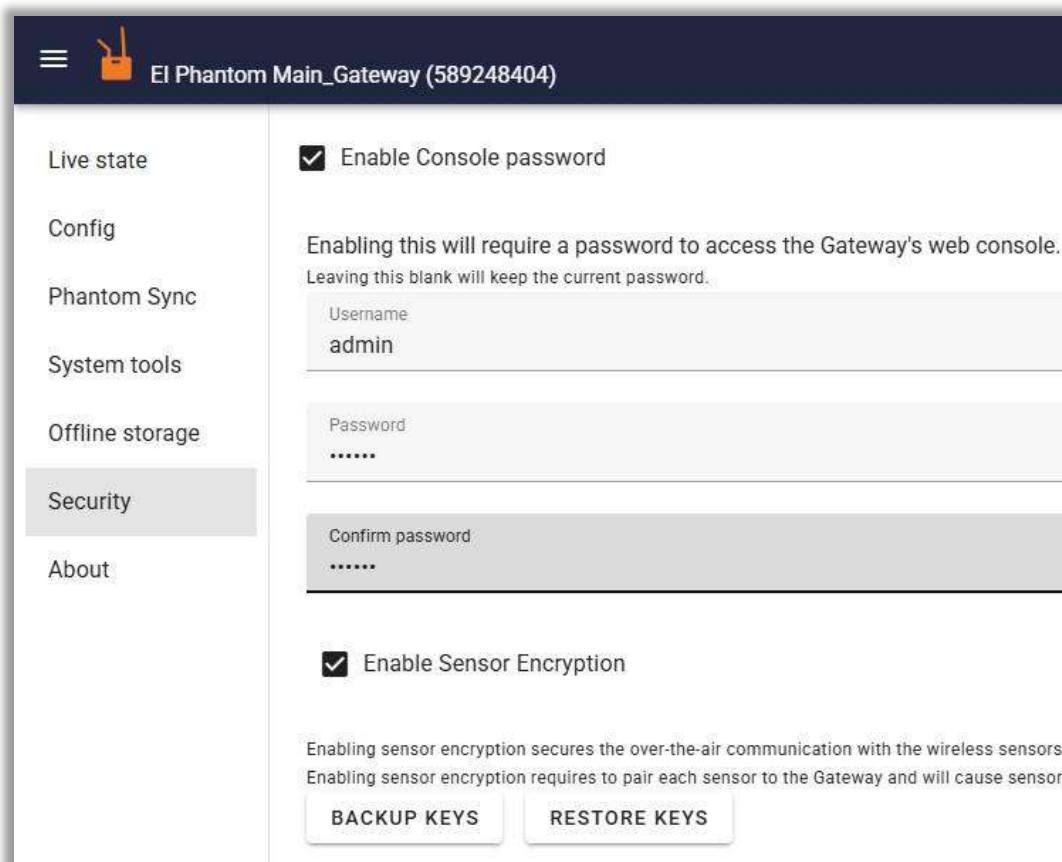 El Phantom Main_Gateway (589248404)
Live state
Config
Phantom Sync
System tools
Offline storage
Security
About
Enable Console password
Enabling this will require a password to access the Gateway's web console.
Leaving this blank will keep the current password.
Username
admin
Password
••••••
Confirm password
••••••
Enable Sensor Encryption
Enabling sensor encryption secures the over-the-air communication with the wireless sensors
Enabling sensor encryption requires to pair each sensor to the Gateway and will cause sensor
BACKUP KEYS
RESTORE KEYS